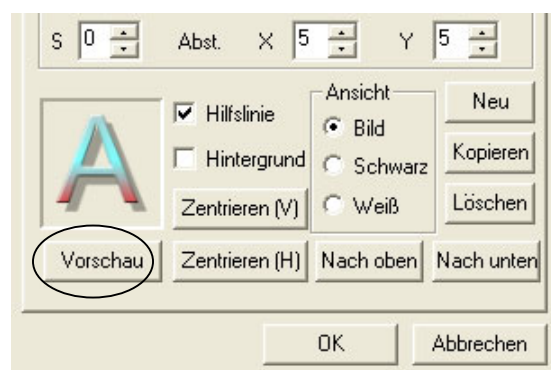 S 0 Abst. X 5 Y 5
A
Hilfslinie
Hintergrund
Zentrieren (V)
Ansicht
Bild
Schwarz
Weiß
Neu
Kopieren
Löschen
Vorschau Zentrieren (H) Nach oben Nach unten
OK Abbrechen